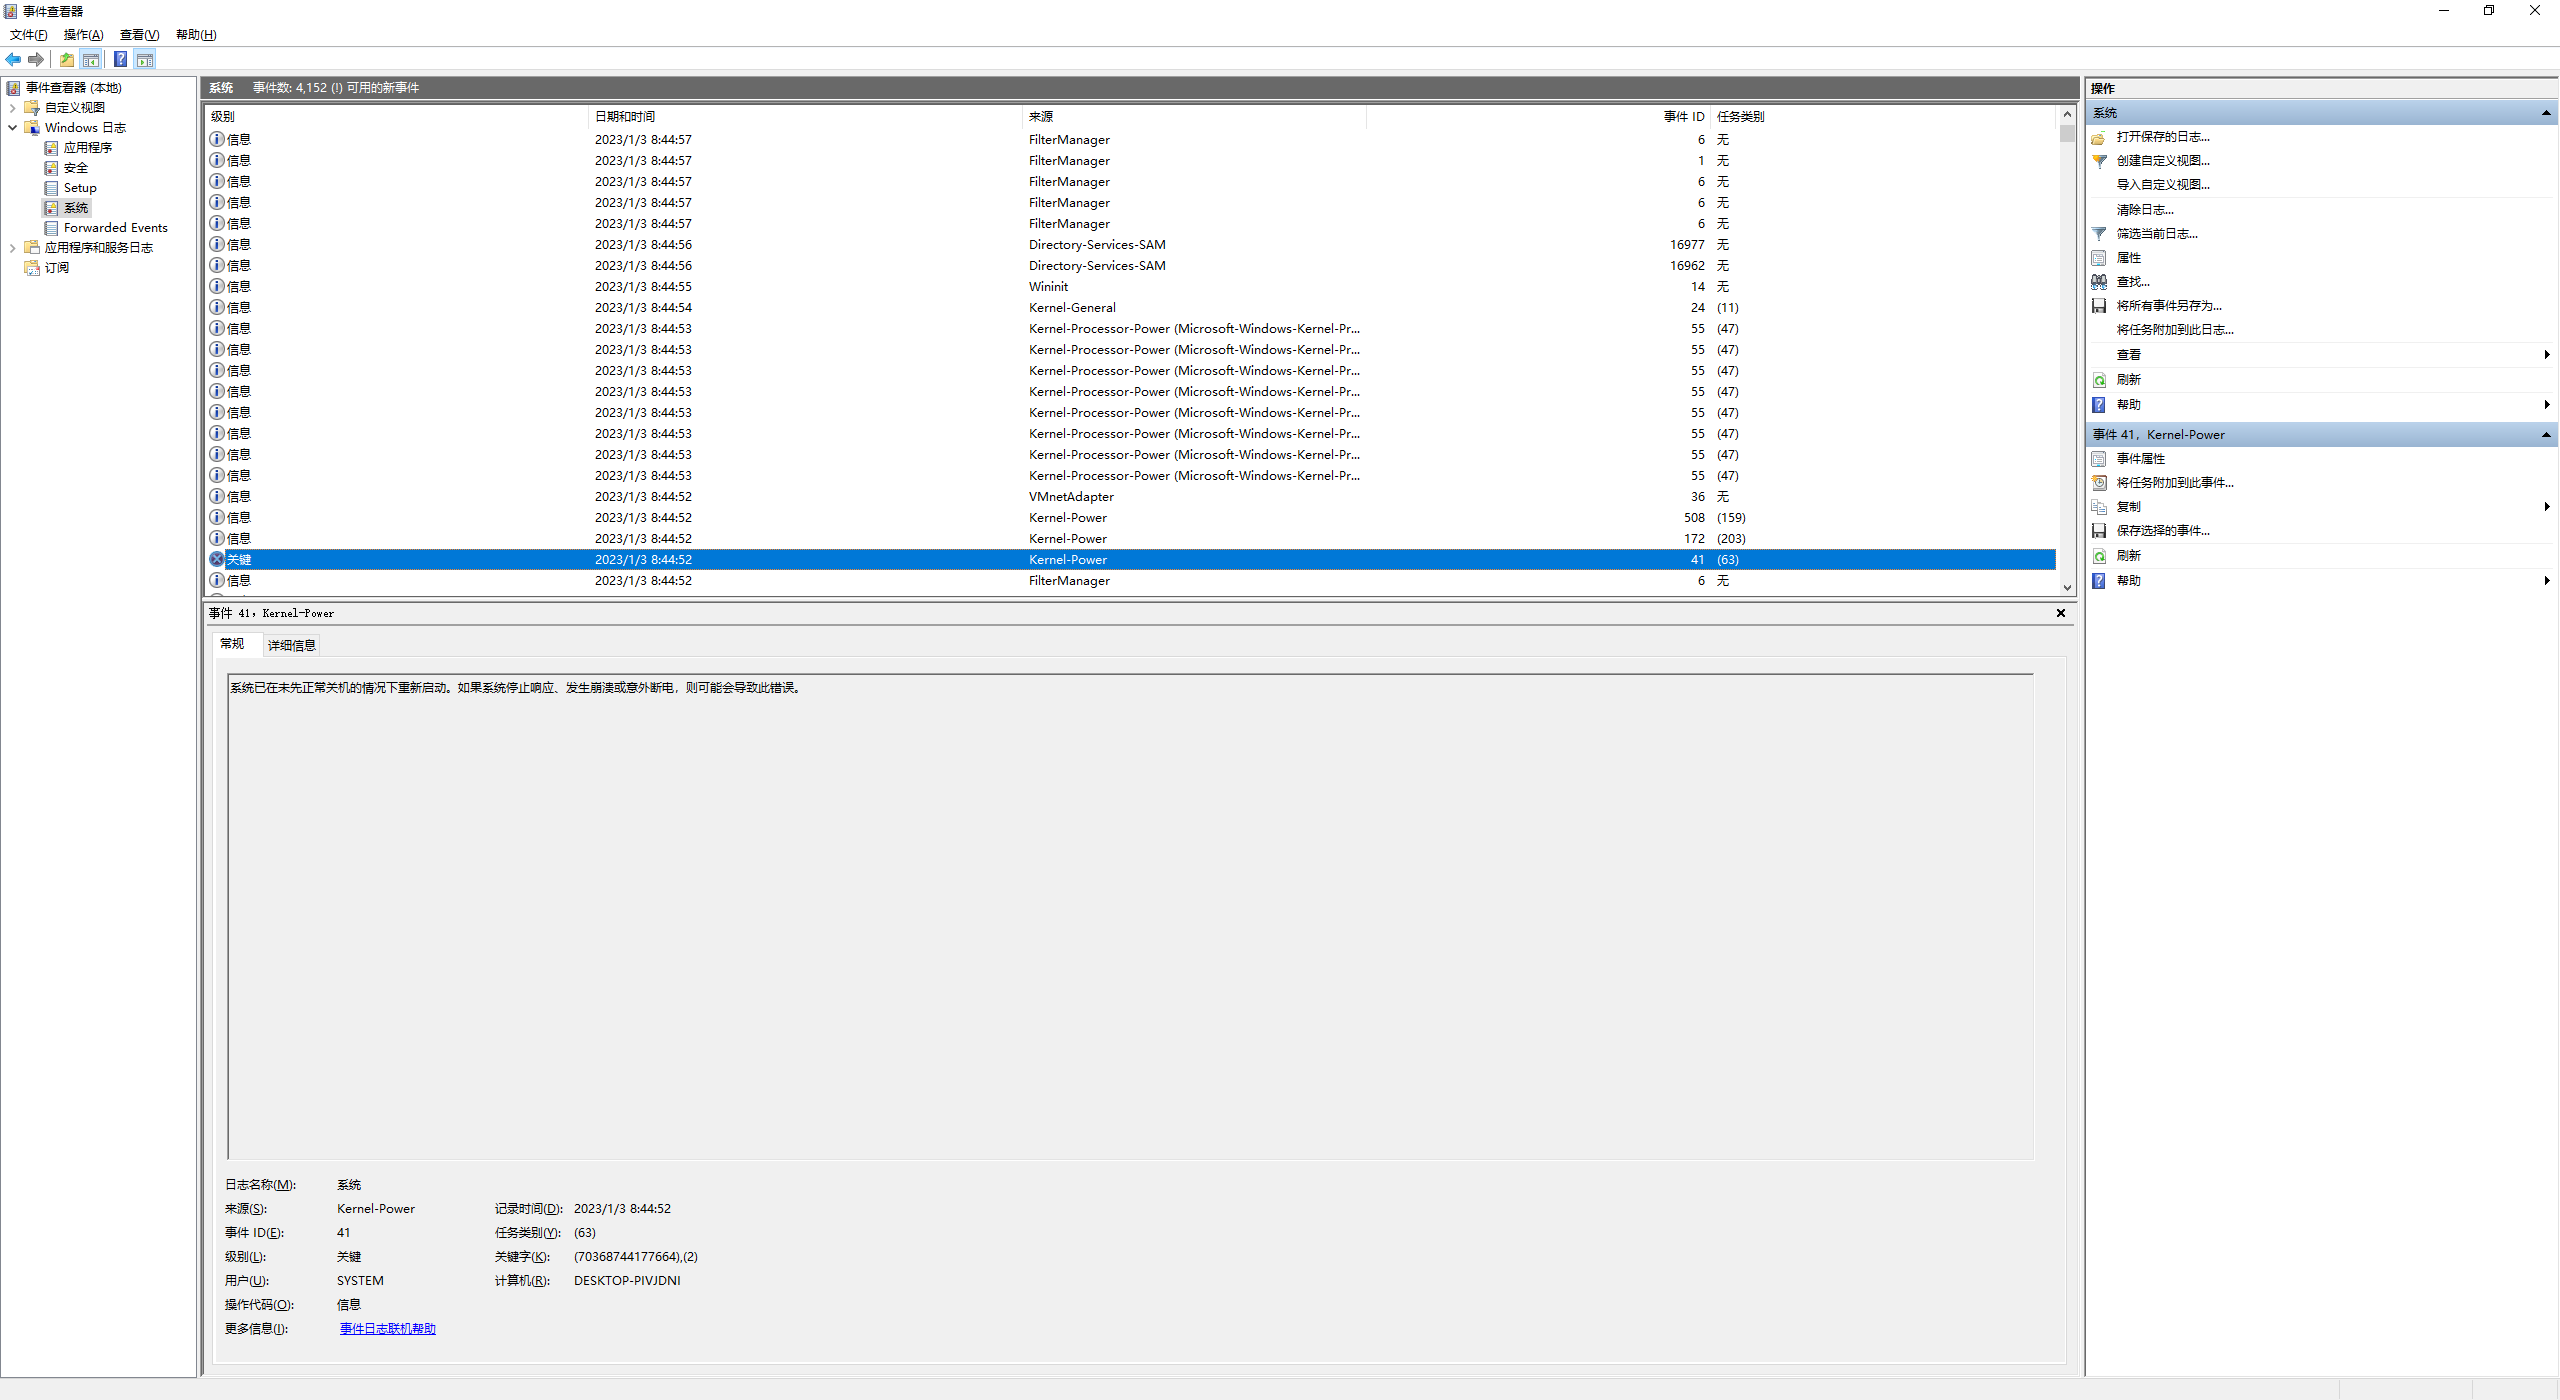 事件查看器
文件(F) 操作(A) 查看(V) 帮助(H)
事件查看器 (本地)
自定义视图
Windows 日志
应用程序
安全
Setup
系统
Forwarded Events
应用程序和服务日志
订阅
系统 事件数: 4,152 (!) 可用的新事件
级别 日期和时间 来源 事件 ID 任务类别
信息 2023/1/3 8:44:57 FilterManager 6 无
信息 2023/1/3 8:44:57 FilterManager 1 无
信息 2023/1/3 8:44:57 FilterManager 6 无
信息 2023/1/3 8:44:57 FilterManager 6 无
信息 2023/1/3 8:44:57 FilterManager 6 无
信息 2023/1/3 8:44:56 Directory-Services-SAM 16977 无
信息 2023/1/3 8:44:56 Directory-Services-SAM 16962 无
信息 2023/1/3 8:44:55 Wininit 14 无
信息 2023/1/3 8:44:54 Kernel-General 24 (11)
信息 2023/1/3 8:44:53 Kernel-Processor-Power (Microsoft-Windows-Kernel-Pr... 55 (47)
信息 2023/1/3 8:44:53 Kernel-Processor-Power (Microsoft-Windows-Kernel-Pr... 55 (47)
信息 2023/1/3 8:44:53 Kernel-Processor-Power (Microsoft-Windows-Kernel-Pr... 55 (47)
信息 2023/1/3 8:44:53 Kernel-Processor-Power (Microsoft-Windows-Kernel-Pr... 55 (47)
信息 2023/1/3 8:44:53 Kernel-Processor-Power (Microsoft-Windows-Kernel-Pr... 55 (47)
信息 2023/1/3 8:44:53 Kernel-Processor-Power (Microsoft-Windows-Kernel-Pr... 55 (47)
信息 2023/1/3 8:44:53 Kernel-Processor-Power (Microsoft-Windows-Kernel-Pr... 55 (47)
信息 2023/1/3 8:44:53 Kernel-Processor-Power (Microsoft-Windows-Kernel-Pr... 55 (47)
信息 2023/1/3 8:44:52 VMnetAdapter 36 无
信息 2023/1/3 8:44:52 Kernel-Power 508 (159)
信息 2023/1/3 8:44:52 Kernel-Power 172 (203)
关键 2023/1/3 8:44:52 Kernel-Power 41 (63)
信息 2023/1/3 8:44:52 FilterManager 6 无
事件 41，Kernel-Power
常规 详细信息
系统已在未先正常关机的情况下重新启动。如果系统停止响应、发生崩溃或意外断电，则可能会导致此错误。
日志名称(M): 系统
来源(S): Kernel-Power 记录时间(D): 2023/1/3 8:44:52
事件 ID(E): 41 任务类别(Y): (63)
级别(L): 关键 关键字(K): (70368744177664),(2)
用户(U): SYSTEM 计算机(R): DESKTOP-PIVJDNI
操作代码(O): 信息
更多信息(I): 事件日志联机帮助
操作
系统
打开保存的日志...
创建自定义视图...
导入自定义视图...
清除日志...
筛选当前日志...
属性
查找...
将所有事件另存为...
将任务附加到此日志...
查看
刷新
帮助
事件 41，Kernel-Power
事件属性
将任务附加到此事件...
复制
保存选择的事件...
刷新
帮助